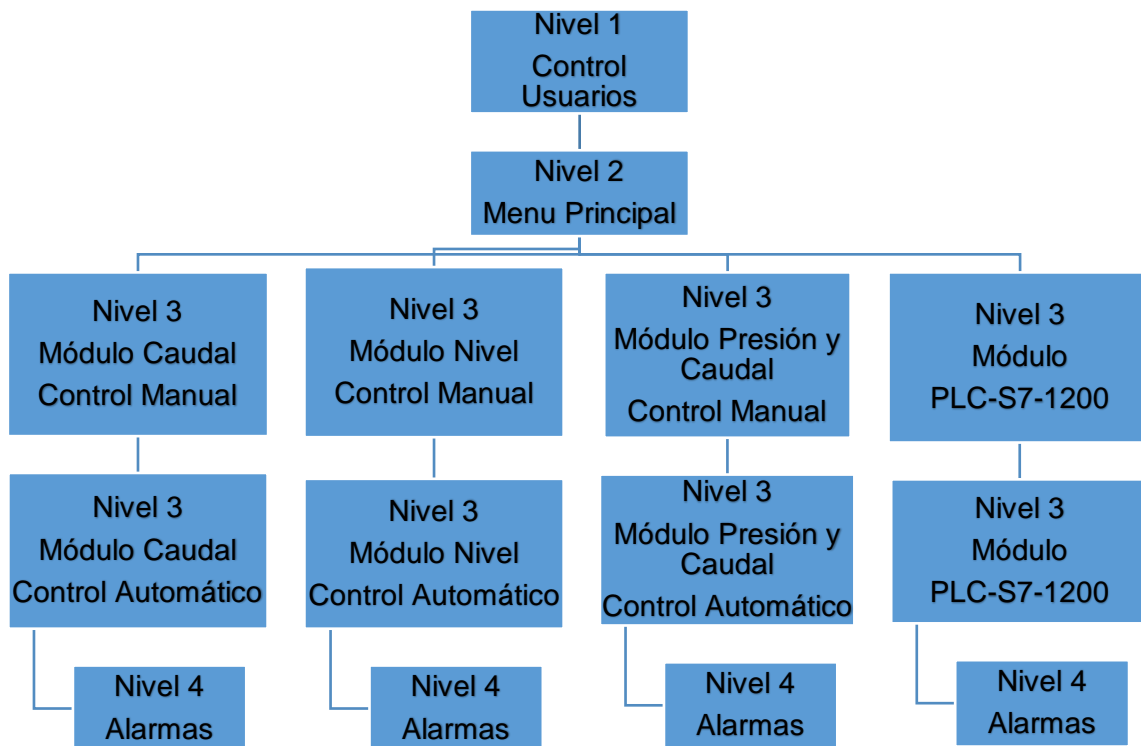 Nivel 1
Control
Usuarios
Nivel 2
Menu Principal
Nivel 3
Módulo Caudal
Control Manual
Nivel 3
Módulo Nivel
Control Manual
Nivel 3
Módulo Presión y
Caudal
Control Manual
Nivel 3
Módulo
PLC-S7-1200
Nivel 3
Módulo Caudal
Control Automático
Nivel 3
Módulo Nivel
Control Automático
Nivel 3
Módulo Presión y
Caudal
Control Automático
Nivel 3
Módulo
PLC-S7-1200
Nivel 4
Alarmas
Nivel 4
Alarmas
Nivel 4
Alarmas
Nivel 4
Alarmas